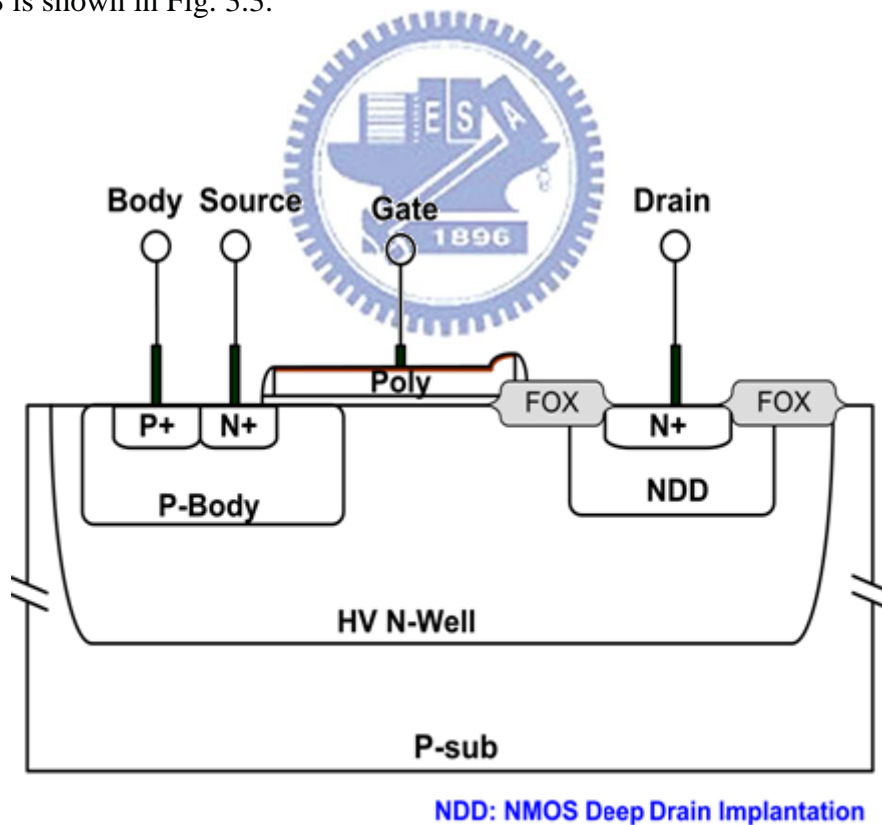 is shown in Fig. 3.3.
E S A
1896
Body Source Gate Drain
Poly
FOX FOX
P+ N+ N+
P-Body NDD
HV N-Well
P-sub
NDD: NMOS Deep Drain Implantation